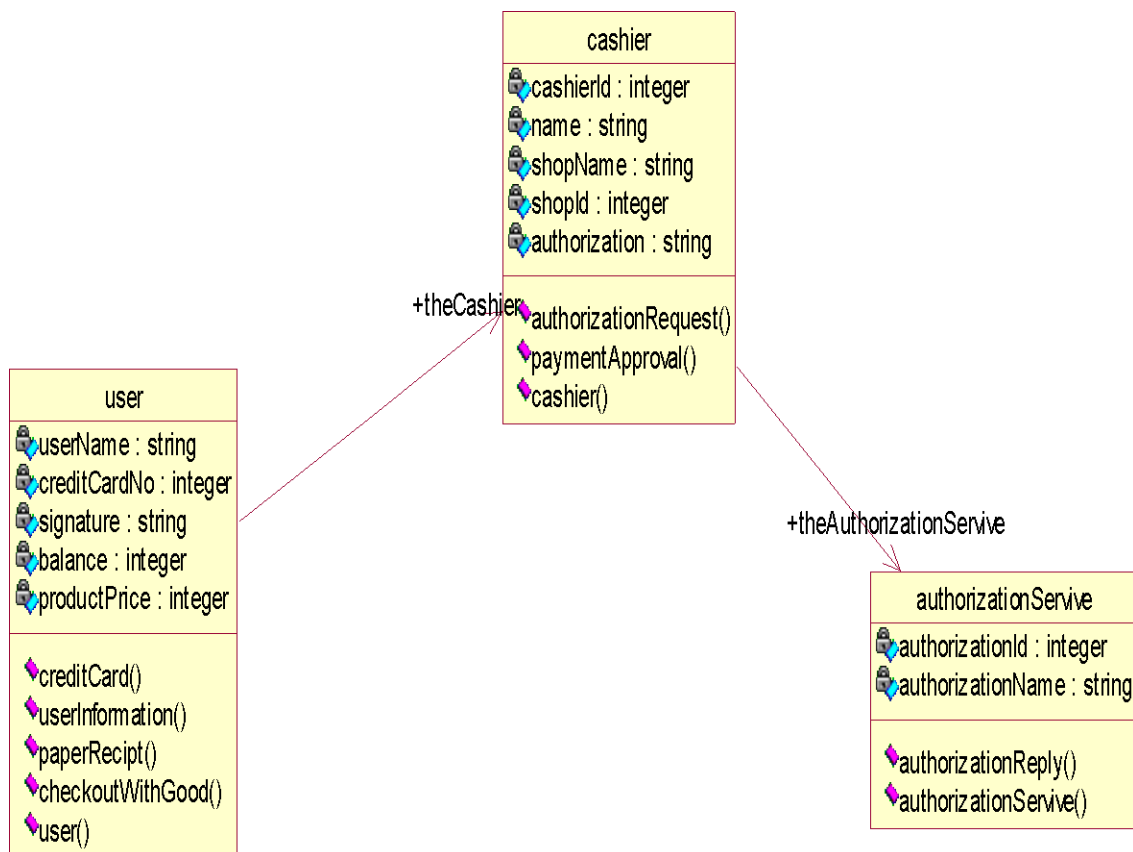 cashier
cashierId : integer
name : string
shopName : string
shopId : integer
authorization : string
authorizationRequest()
paymentApproval()
cashier()
+theCashier
user
userName : string
creditCardNo : integer
signature : string
balance : integer
productPrice : integer
creditCard()
userInformation()
paperRecipt()
checkoutWithGood()
user()
+theAuthorizationServive
authorizationServive
authorizationId : integer
authorizationName : string
authorizationReply()
authorizationServive()